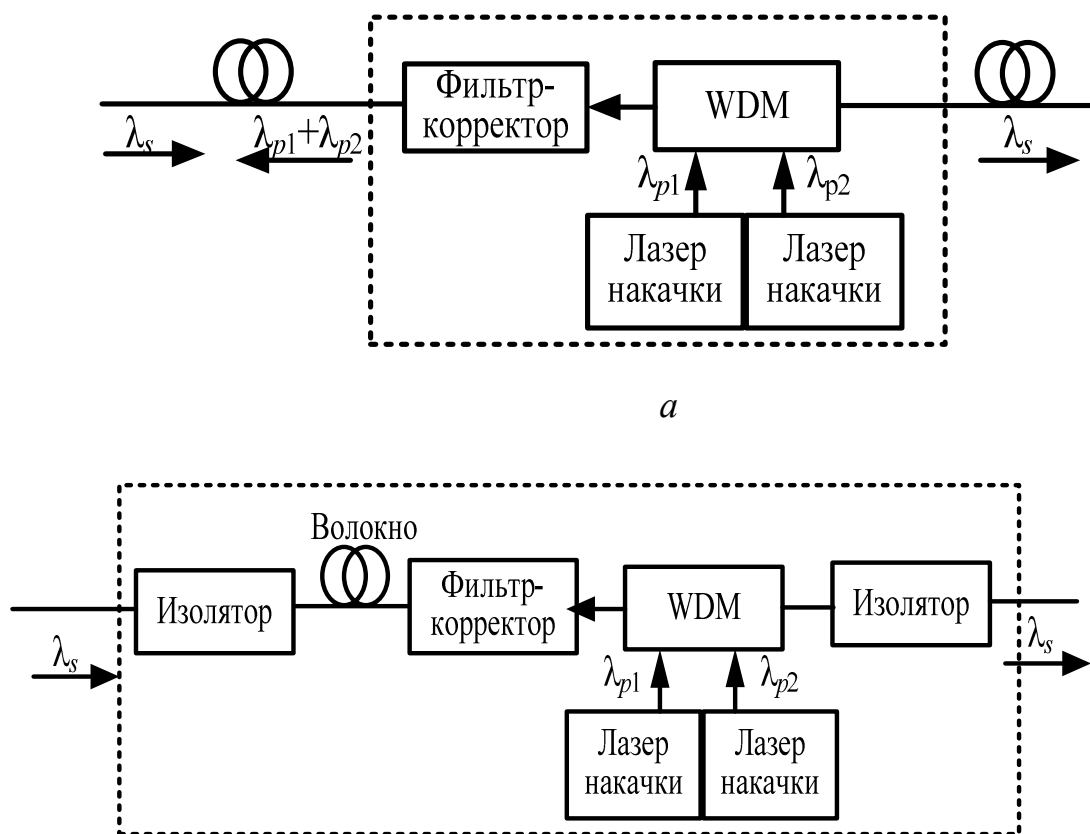 Фильтр-
корректор
WDM
λs
λp1+λp2
λs
λp1
λp2
Лазер
накачки
Лазер
накачки
а
Волокно
Изолятор
Фильтр-
корректор
WDM
Изолятор
λs
λs
λp1
λp2
Лазер
накачки
Лазер
накачки